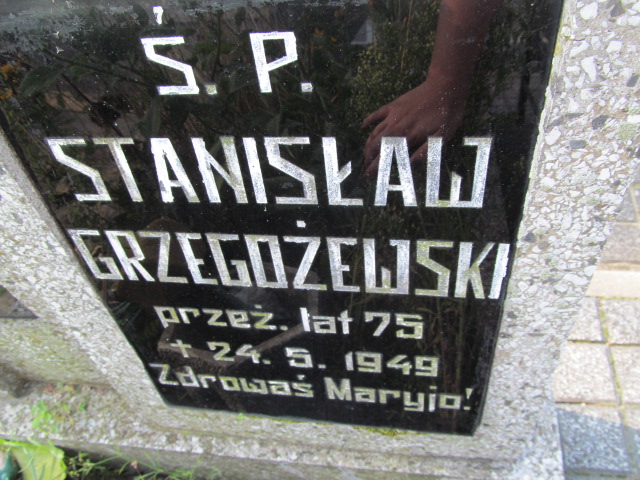 Ś. P.
STANISŁAW
GRZEGOŻEWSKI
przeż. lat 75
+ 24. 5. 1949
Zdrowaś Maryjo!